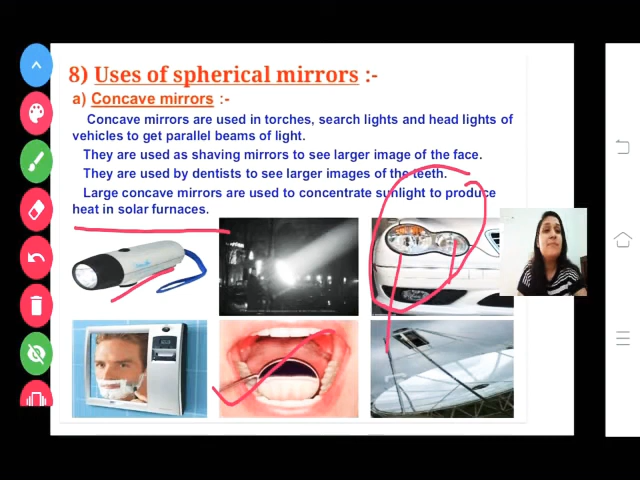 8) Uses of spherical mirrors :-
a) Concave mirrors :-
Concave mirrors are used in torches, search lights and head lights of
vehicles to get parallel beams of light.
They are used as shaving mirrors to see larger image of the face.
They are used by dentists to see larger images of the teeth.
Large concave mirrors are used to concentrate sunlight to produce
heat in solar furnaces.